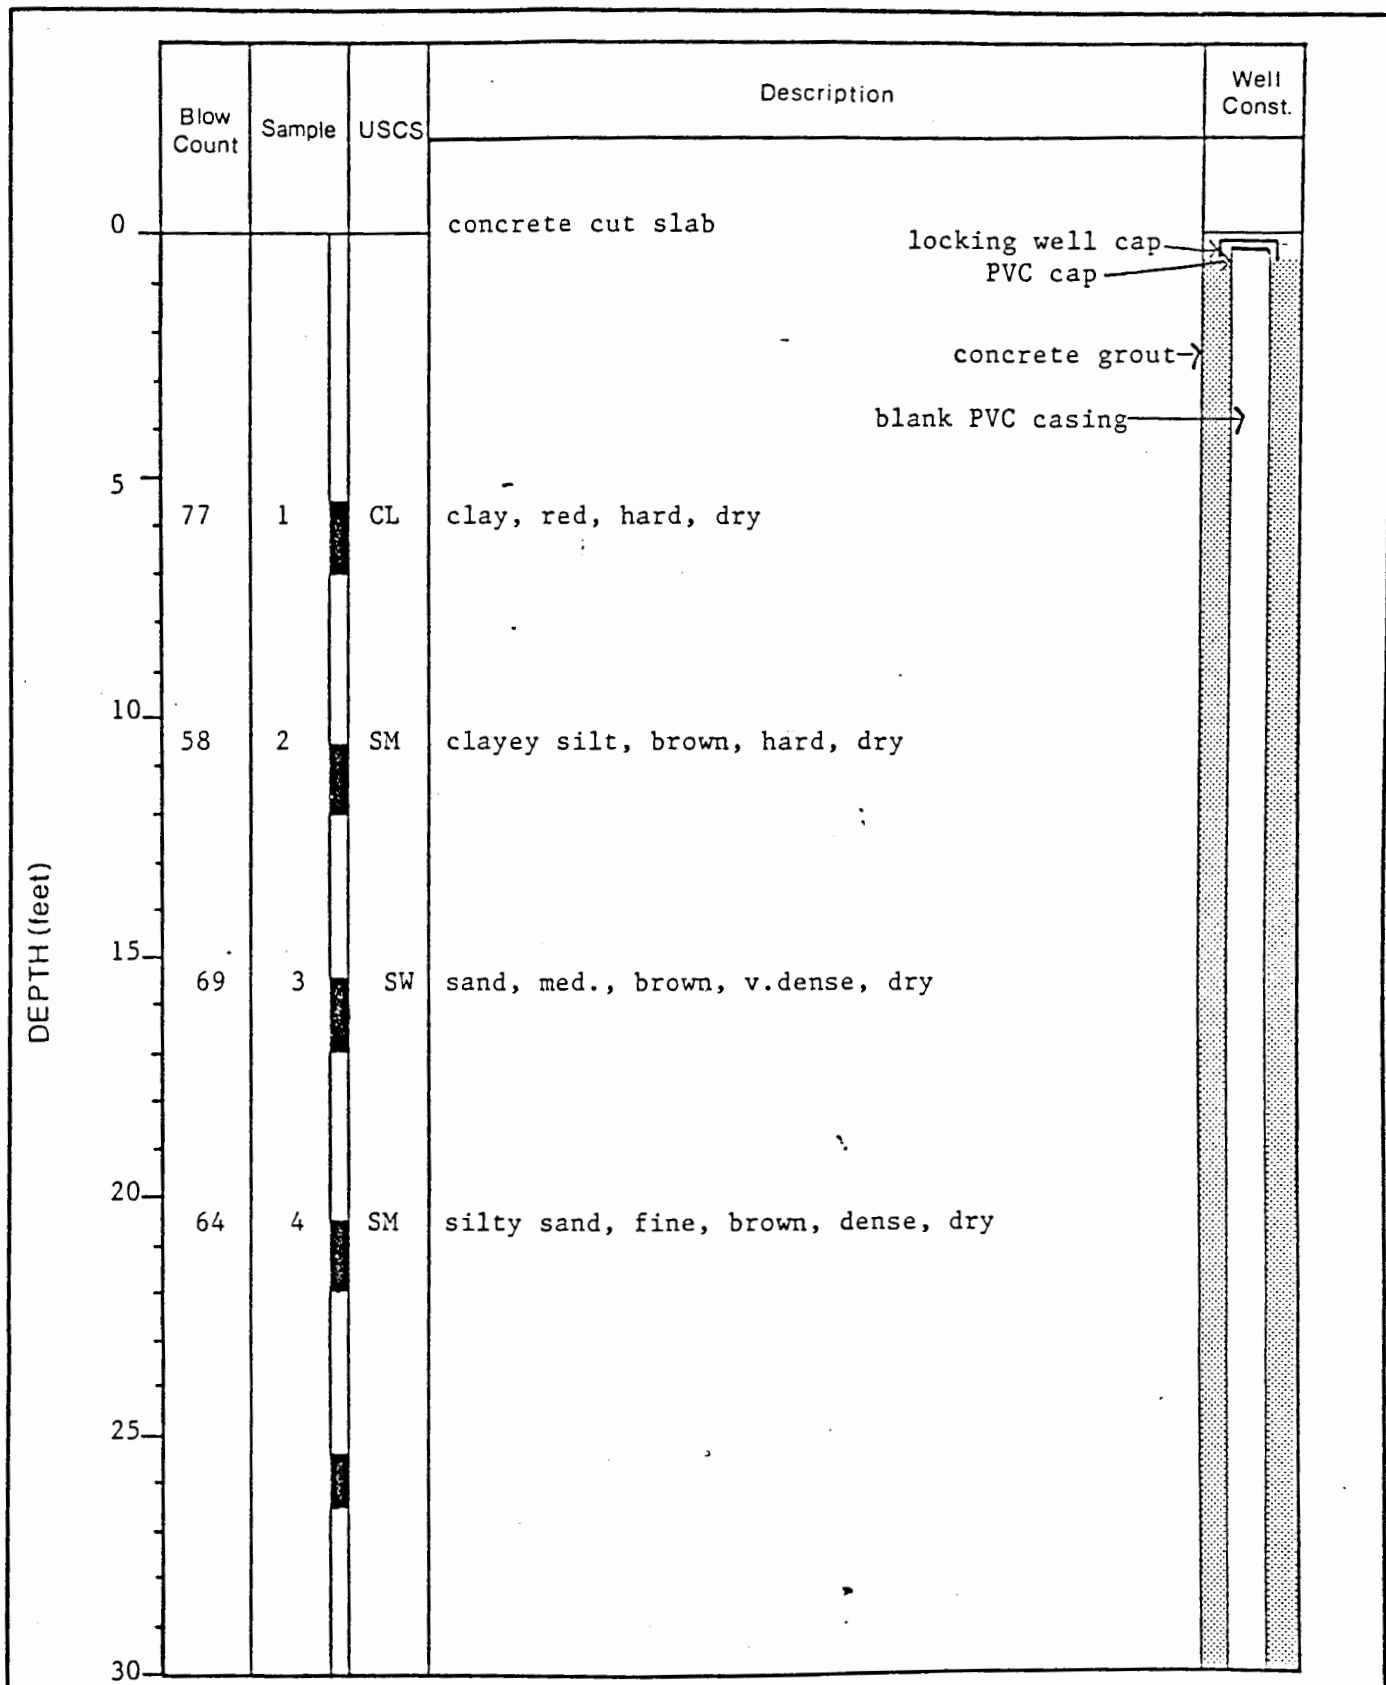 Blow
Count
Sample
USCS
Description
Well
Const.
0
concrete cut slab
locking well cap
PVC cap
concrete grout
blank PVC casing
5
77 1 CL clay, red, hard, dry
10
58 2 SM clayey silt, brown, hard, dry
DEPTH (feet)
15
69 3 SW sand, med., brown, v.dense, dry
20
64 4 SM silty sand, fine, brown, dense, dry
25
30